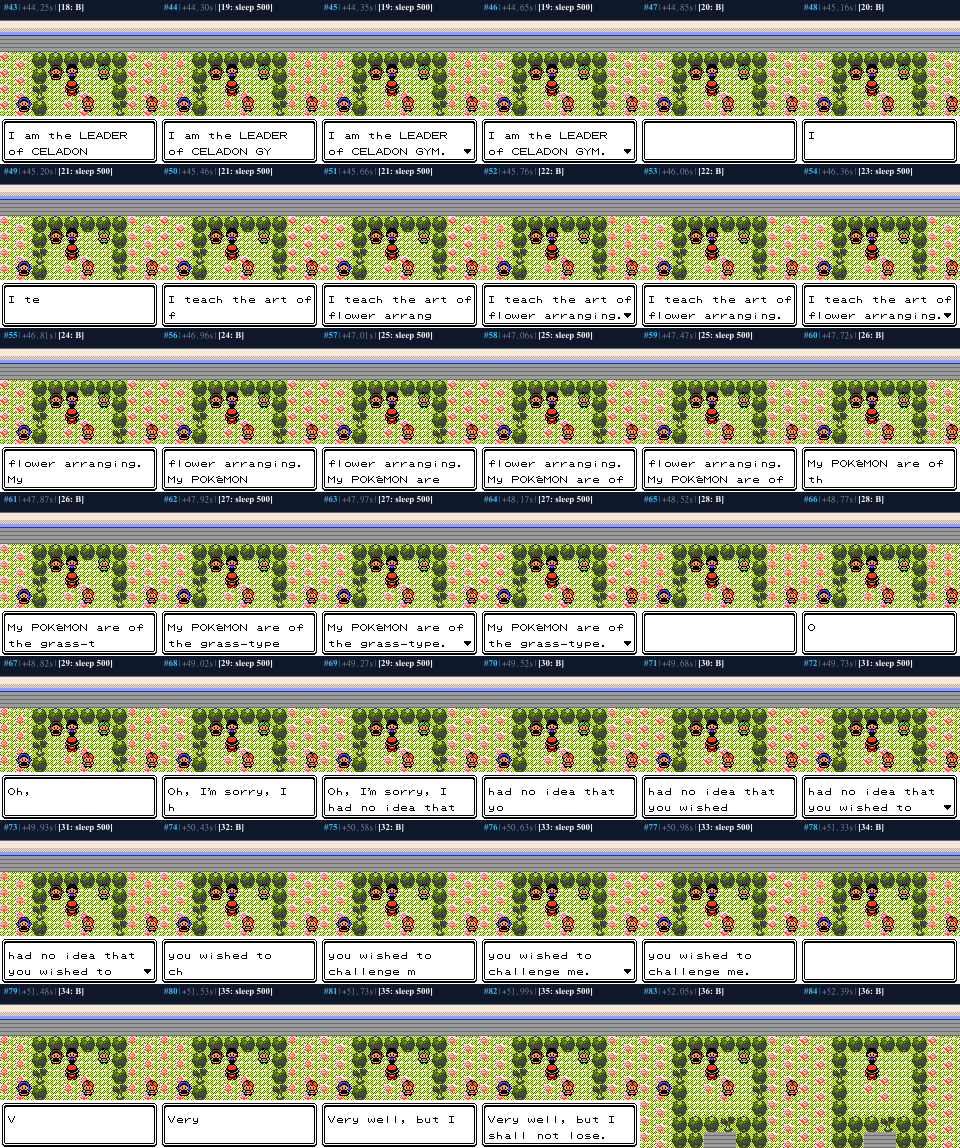 #43|+44.25s| [18: B] #44|+44.30s| [19: sleep 500] #45|+44.35s| [19: sleep 500] #46|+44.65s| [19: sleep 500] #47|+44.85s| [20: B] #48|+45.16s| [20: B]
I am the LEADER I am the LEADER I am the LEADER I am the LEADER I
of CELADON of CELADON GY of CELADON GYM. of CELADON GYM.
#49|+45.20s| [21: sleep 500] #50|+45.46s| [21: sleep 500] #51|+45.66s| [21: sleep 500] #52|+45.76s| [22: B] #53|+46.06s| [22: B] #54|+46.36s| [23: sleep 500]
I te I teach the art of I teach the art of I teach the art of I teach the art of I teach the art of
f flower arrang flower arranging. flower arranging. flower arranging.
#55|+46.81s| [24: B] #56|+46.96s| [24: B] #57|+47.01s| [25: sleep 500] #58|+47.06s| [25: sleep 500] #59|+47.47s| [25: sleep 500] #60|+47.72s| [26: B]
flower arranging. flower arranging. flower arranging. flower arranging. flower arranging. My POKéMON are of
My My POKéMON My POKéMON are My POKéMON are of My POKéMON are of th
#61|+47.87s| [26: B] #62|+47.92s| [27: sleep 500] #63|+47.97s| [27: sleep 500] #64|+48.17s| [27: sleep 500] #65|+48.52s| [28: B] #66|+48.77s| [28: B]
My POKéMON are of My POKéMON are of My POKéMON are of My POKéMON are of O
the grass-t the grass-type the grass-type. the grass-type.
#67|+48.82s| [29: sleep 500] #68|+49.02s| [29: sleep 500] #69|+49.27s| [29: sleep 500] #70|+49.52s| [30: B] #71|+49.68s| [30: B] #72|+49.73s| [31: sleep 500]
Oh, Oh, I'm sorry, I Oh, I'm sorry, I had no idea that had no idea that had no idea that
h had no idea that yo you wished you wished to
#73|+49.93s| [31: sleep 500] #74|+50.43s| [32: B] #75|+50.58s| [32: B] #76|+50.63s| [33: sleep 500] #77|+50.98s| [33: sleep 500] #78|+51.33s| [34: B]
had no idea that you wished to you wished to you wished to you wished to
you wished to ch challenge m challenge me. challenge me.
#79|+51.48s| [34: B] #80|+51.53s| [35: sleep 500] #81|+51.73s| [35: sleep 500] #82|+51.99s| [35: sleep 500] #83|+52.05s| [36: B] #84|+52.39s| [36: B]
V Very Very well, but I Very well, but I
shall not lose.